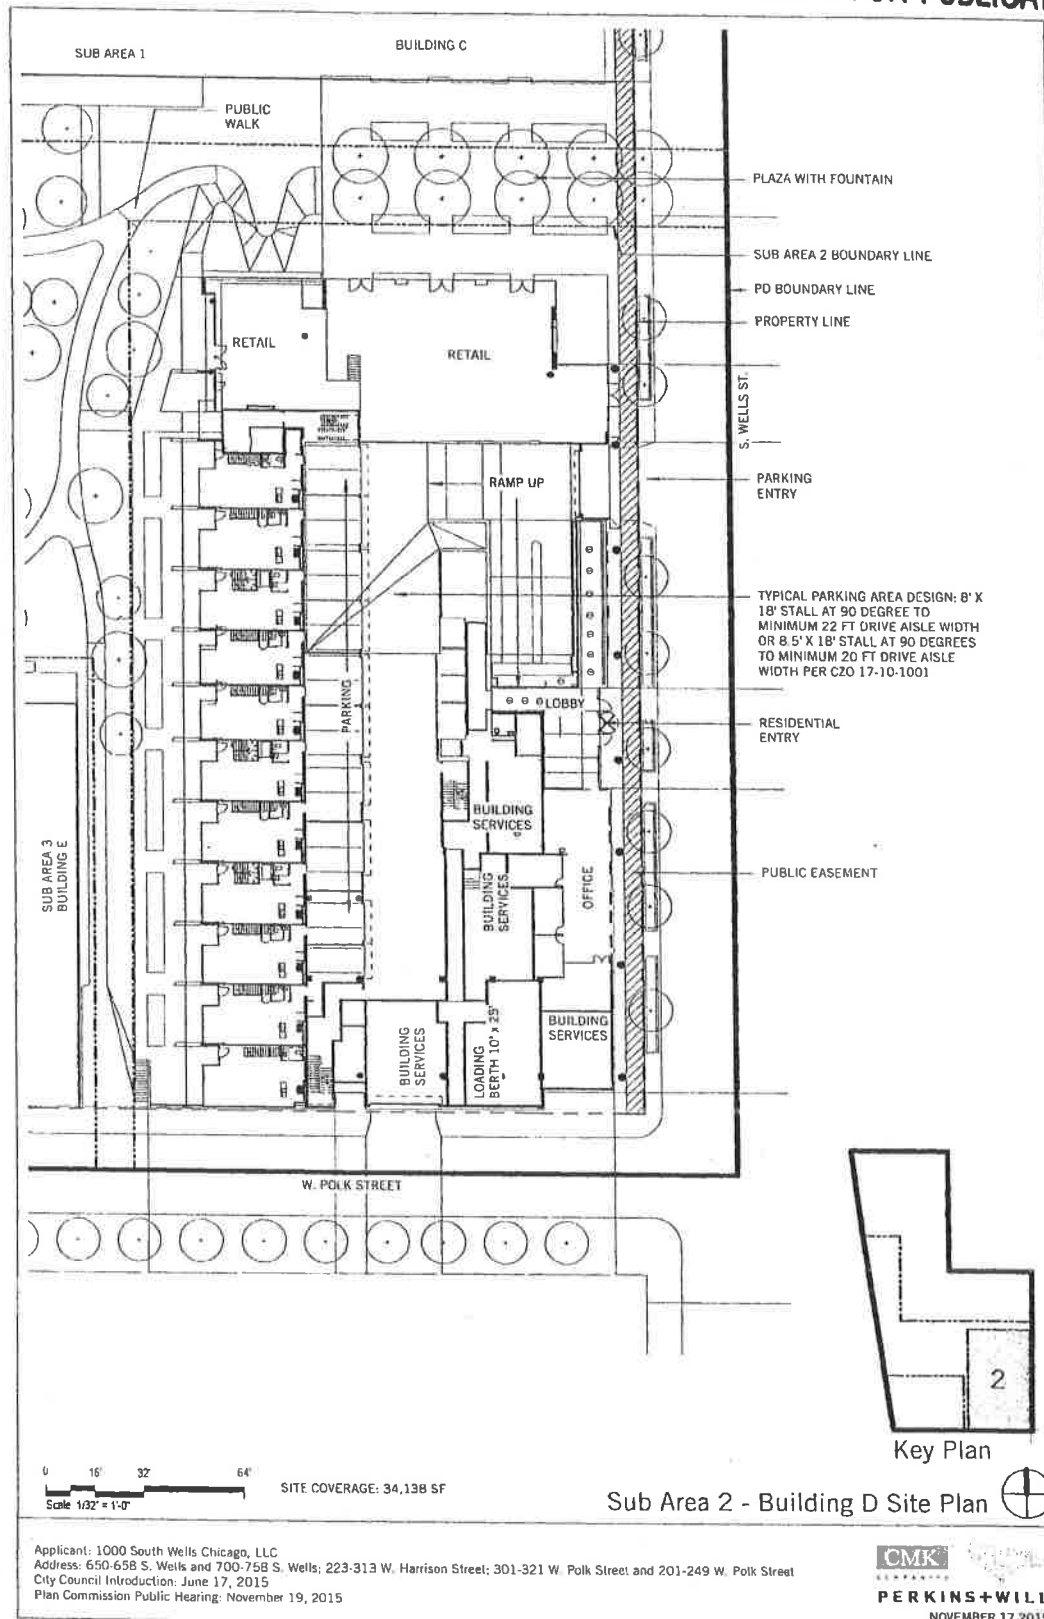 SUB AREA 1
BUILDING C
PUBLIC
WALK
PLAZA WITH FOUNTAIN
SUB AREA 2 BOUNDARY LINE
PD BOUNDARY LINE
PROPERTY LINE
RETAIL
RETAIL
S. WELLS ST.
RAMP UP
PARKING
ENTRY
TYPICAL PARKING AREA DESIGN: 8' X
18' STALL AT 90 DEGREE TO
MINIMUM 22 FT DRIVE AISLE WIDTH
OR 8.5' X 18' STALL AT 90 DEGREES
TO MINIMUM 20 FT DRIVE AISLE
WIDTH PER CZO 17-10-1001
PARKING
LOBBY
RESIDENTIAL
ENTRY
BUILDING
SERVICES
SUB AREA 3
BUILDING E
BUILDING
SERVICES
OFFICE
PUBLIC EASEMENT
BUILDING
SERVICES
LOADING
BERTH 10' x 25'
BUILDING
SERVICES
W. POLK STREET
2
Key Plan
0 16' 32' 64'
Scale 1/32" = 1'-0"
SITE COVERAGE: 34,138 SF
Sub Area 2 - Building D Site Plan
Applicant: 1000 South Wells Chicago, LLC
Address: 650-658 S. Wells and 700-758 S. Wells; 223-313 W. Harrison Street; 301-321 W. Polk Street and 201-249 W. Polk Street
City Council Introduction: June 17, 2015
Plan Commission Public Hearing: November 19, 2015
CMK
COMPANIES
PERKINS+WILL
NOVEMBER 17 201